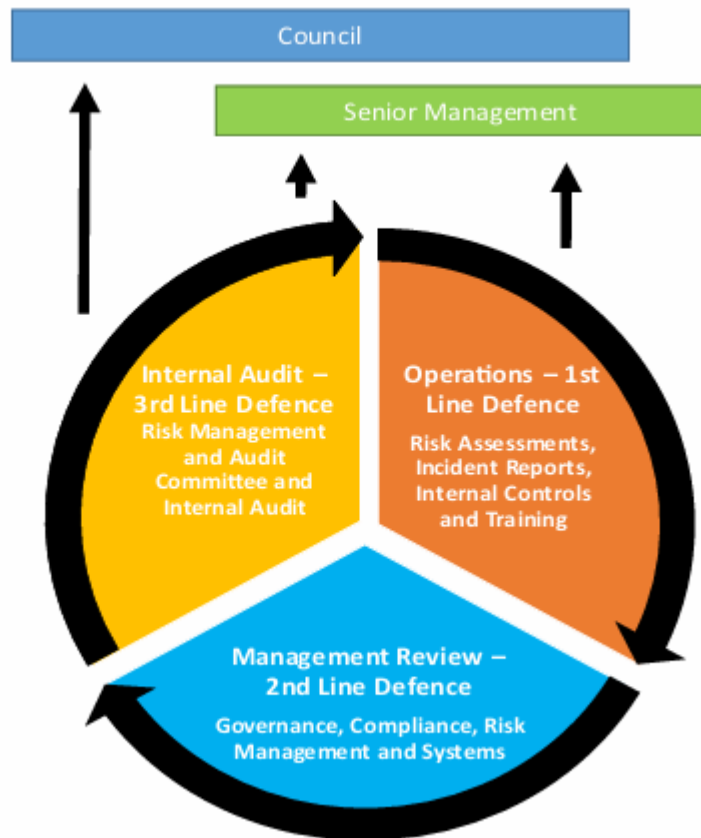 Council
Senior Management
Internal Audit –
3rd Line Defence
Risk Management
and Audit
Committee and
Internal Audit
Operations – 1st
Line Defence
Risk Assessments,
Incident Reports,
Internal Controls
and Training
Management Review –
2nd Line Defence
Governance, Compliance, Risk
Management and Systems